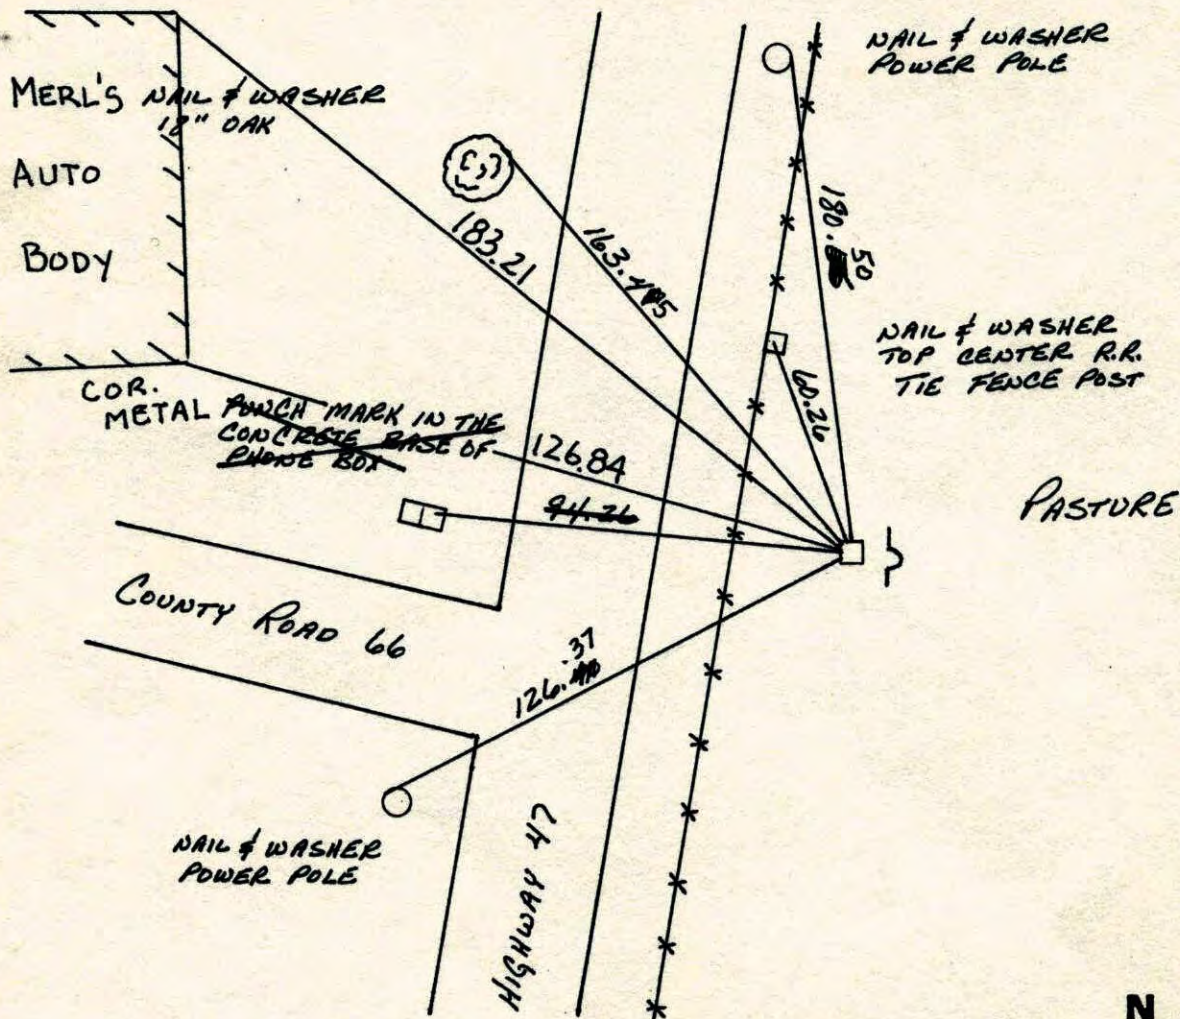 NAIL & WASHER
POWER POLE
MERL'S
AUTO
BODY
NAIL & WASHER
12" OAK
183.21
163.
180.50
NAIL & WASHER
TOP CENTER R.R.
TIE FENCE POST
60.26
COR.
METAL
PUNCH MARK IN THE
CONCRETE BASE OF
PHONE BOX
126.84
94.26
PASTURE
COUNTY ROAD 66
126.37
NAIL & WASHER
POWER POLE
HIGHWAY 47
N